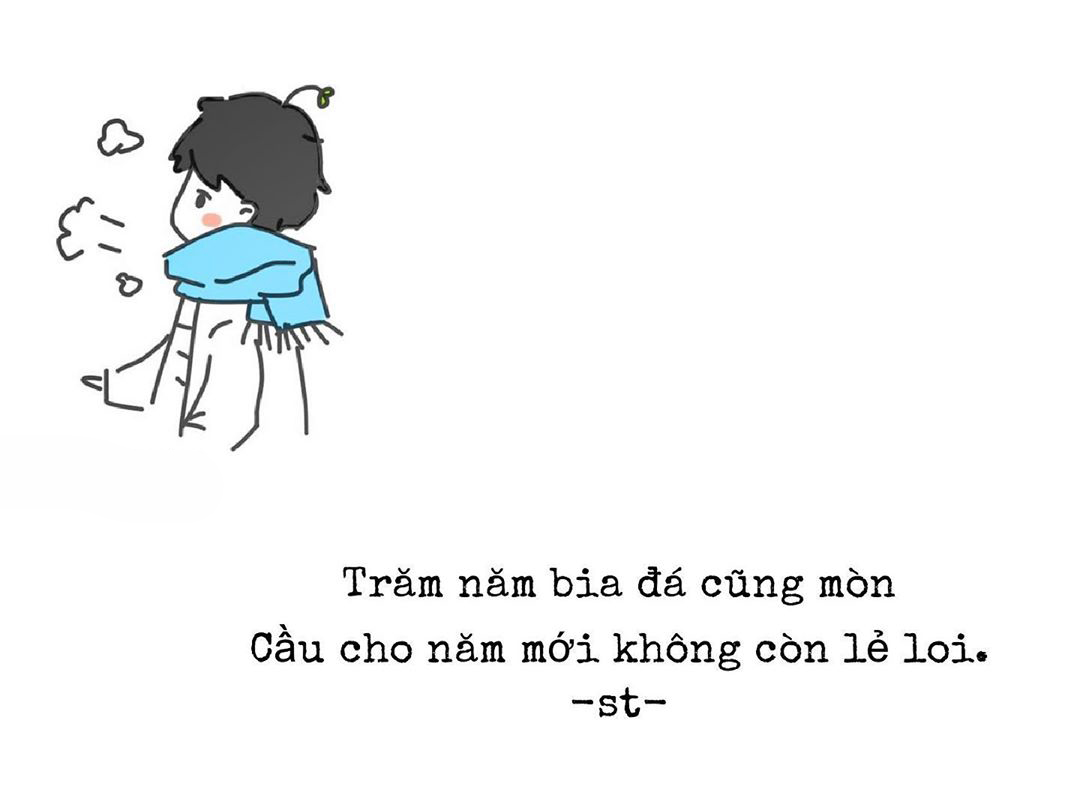 Trăm năm bia đá cũng mòn
Cầu cho năm mới không còn lẻ loi.
-st-